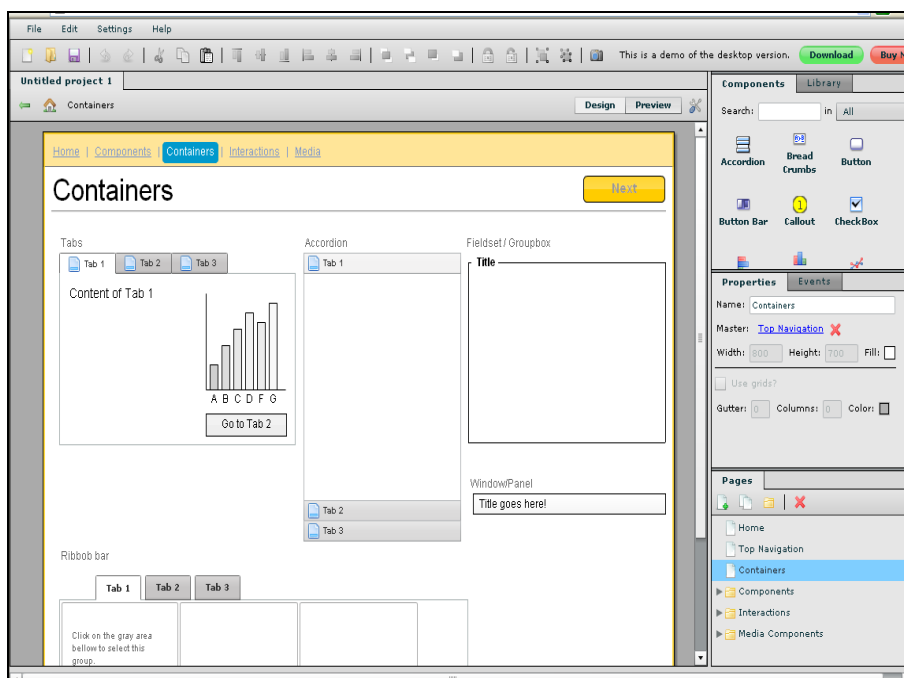 File Edit Settings Help
This is a demo of the desktop version. Download Buy
Untitled project 1
Containers Design Preview
Home | Components | Containers | Interactions | Media
Containers
Next
Tabs
Tab 1 Tab 2 Tab 3
Content of Tab 1
A B C D F G
Go to Tab 2
Accordion
Tab 1
Tab 2
Tab 3
Fieldset / Groupbox
Title
Window/Panel
Title goes here!
Ribbob bar
Tab 1 Tab 2 Tab 3
Click on the gray area
bellow to select this
group.
Components Library
Search: in All
Accordion Bread Crumbs Button
Button Bar Callout CheckBox
1
Properties Events
Name: Containers
Master: Top Navigation
Width: 800 Height: 700 Fill:
Use grids?
Gutter: 0 Columns: 0 Color:
Pages
Home
Top Navigation
Containers
Components
Interactions
Media Components